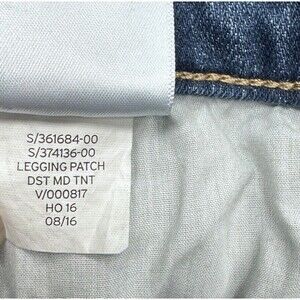 S/361684-00
S/374136-00
LEGGING PATCH
DST MD TNT
V/000817
HO 16
08/16